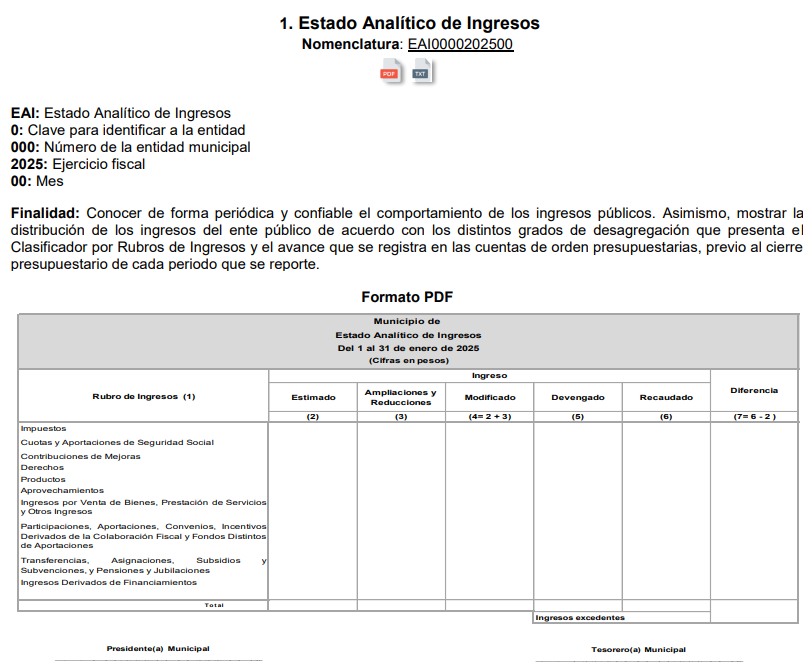 1. Estado Analítico de Ingresos
Nomenclatura: EAI0000202500
PDF TXT
EAI: Estado Analítico de Ingresos
0: Clave para identificar a la entidad
000: Número de la entidad municipal
2025: Ejercicio fiscal
00: Mes
Finalidad: Conocer de forma periódica y confiable el comportamiento de los ingresos públicos. Asimismo, mostrar la
distribución de los ingresos del ente público de acuerdo con los distintos grados de desagregación que presenta el
Clasificador por Rubros de Ingresos y el avance que se registra en las cuentas de orden presupuestarias, previo al cierre
presupuestario de cada periodo que se reporte.
Formato PDF
Municipio de
Estado Analítico de Ingresos
Del 1 al 31 de enero de 2025
(Cifras en pesos)
Rubro de Ingresos (1)
Ingreso
Estimado
Ampliaciones y
Reducciones
Modificado
Devengado
Recaudado
Diferencia
(2) (3) (4= 2 + 3) (5) (6) (7= 6 - 2 )
Impuestos
Cuotas y Aportaciones de Seguridad Social
Contribuciones de Mejoras
Derechos
Productos
Aprovechamientos
Ingresos por Venta de Bienes, Prestación de Servicios
y Otros Ingresos
Participaciones, Aportaciones, Convenios, Incentivos
Derivados de la Colaboración Fiscal y Fondos Distintos
de Aportaciones
Transferencias, Asignaciones, Subsidios y
Subvenciones, y Pensiones y Jubilaciones
Ingresos Derivados de Financiamientos
Total
Ingresos excedentes
Presidente(a) Municipal
Tesorero(a) Municipal